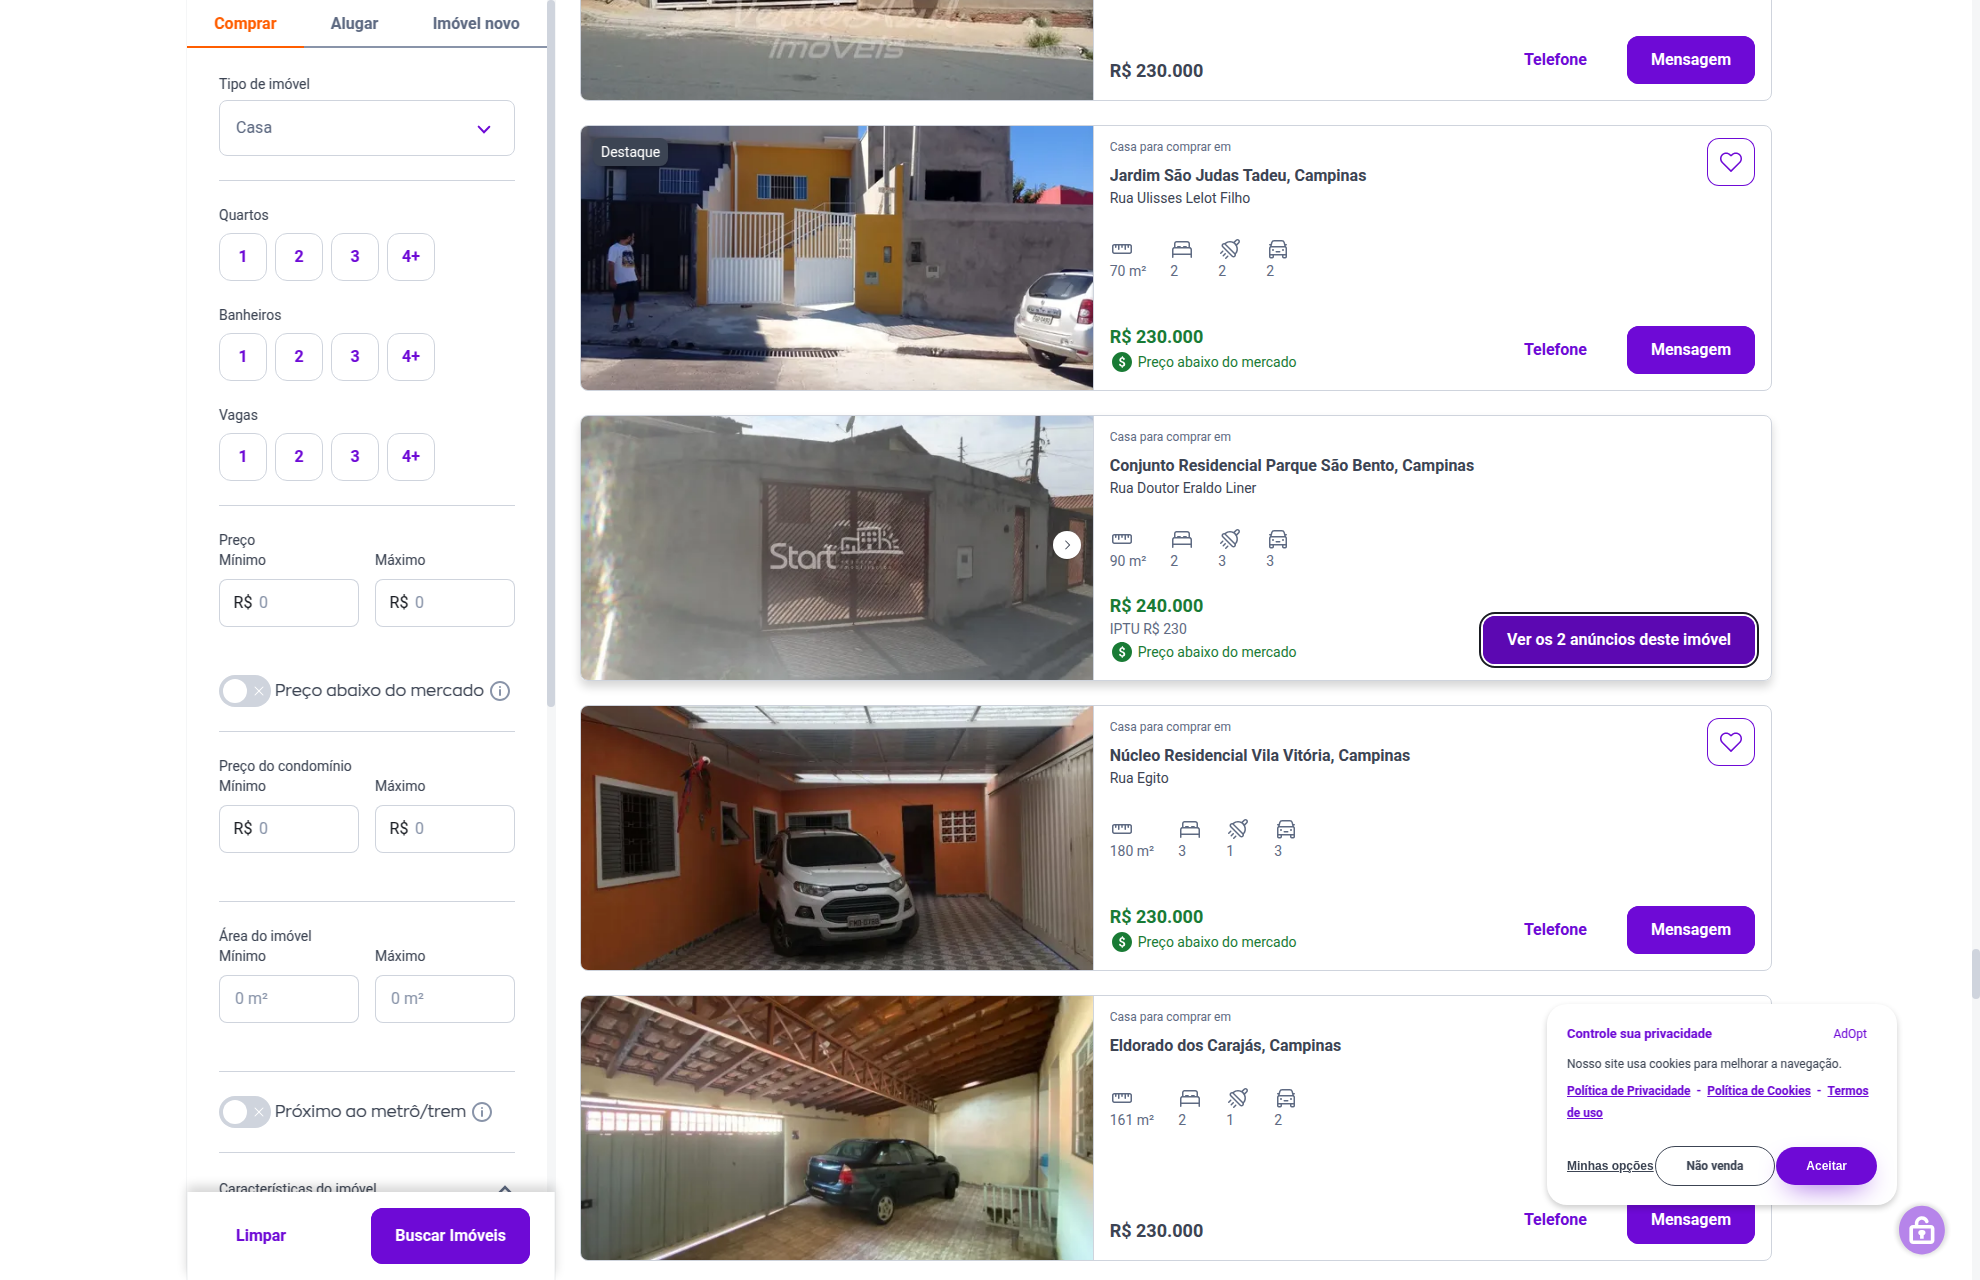 Comprar
Alugar
Imóvel novo
Tipo de imóvel
Casa
Quartos
1
2
3
4+
Banheiros
1
2
3
4+
Vagas
1
2
3
4+
Preço
Mínimo
Máximo
R$ 0
R$ 0
Preço abaixo do mercado
Preço do condomínio
Mínimo
Máximo
R$ 0
R$ 0
Área do imóvel
Mínimo
Máximo
0 m²
0 m²
Próximo ao metrô/trem
Características do imóvel
Limpar
Buscar Imóveis
VerdeAzul
Imóveis
R$ 230.000
Telefone
Mensagem
Destaque
Casa para comprar em
Jardim São Judas Tadeu, Campinas
Rua Ulisses Lelot Filho
70 m²
2
2
2
R$ 230.000
Preço abaixo do mercado
Telefone
Mensagem
Start
Casa para comprar em
Conjunto Residencial Parque São Bento, Campinas
Rua Doutor Eraldo Liner
90 m²
2
3
3
R$ 240.000
IPTU R$ 230
Preço abaixo do mercado
Ver os 2 anúncios deste imóvel
Casa para comprar em
Núcleo Residencial Vila Vitória, Campinas
Rua Egito
180 m²
3
1
3
R$ 230.000
Preço abaixo do mercado
Telefone
Mensagem
Casa para comprar em
Eldorado dos Carajás, Campinas
161 m²
2
1
2
R$ 230.000
Telefone
Mensagem
Controle sua privacidade
AdOpt
Nosso site usa cookies para melhorar a navegação.
Política de Privacidade - Política de Cookies - Termos
de uso
Minhas opções
Não venda
Aceitar